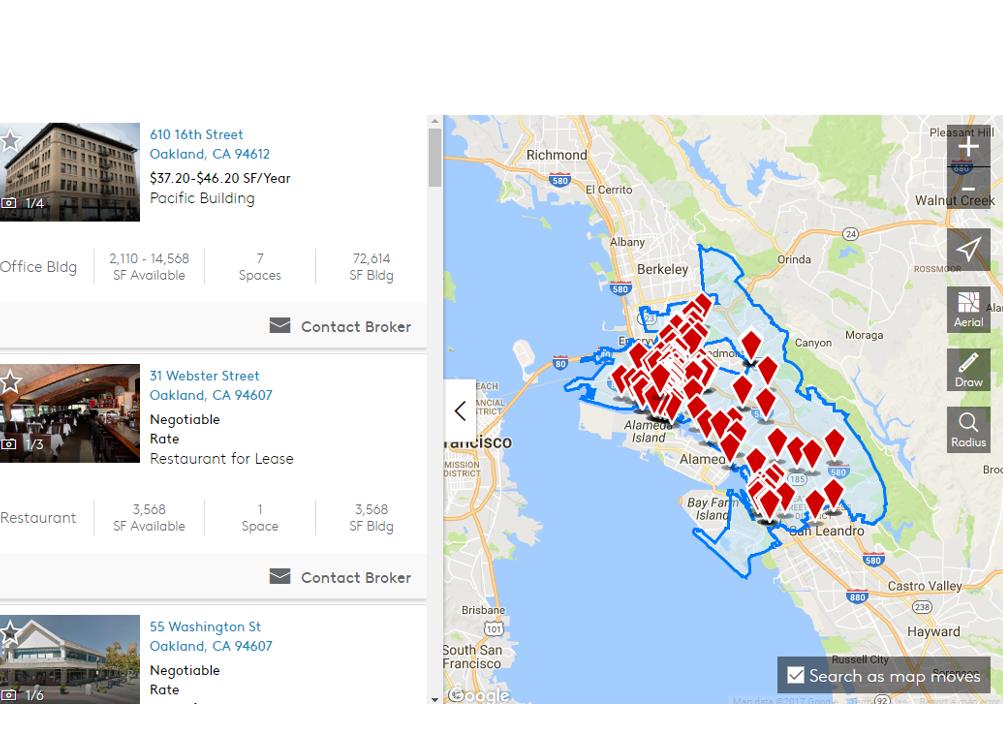 610 16th Street
Oakland, CA 94612
$37.20-$46.20 SF/Year
Pacific Building
1/4
Office Bldg
2,110 - 14,568
SF Available
7
Spaces
72,614
SF Bldg
Contact Broker
31 Webster Street
Oakland, CA 94607
Negotiable
Rate
Restaurant for Lease
1/3
Restaurant
3,568
SF Available
1
Space
3,568
SF Bldg
Contact Broker
55 Washington St
Oakland, CA 94607
Negotiable
Rate
1/6
Pleasant Hill
+
680
−
Walnut Creek
Richmond
580
El Cerrito
24
Albany
Orinda
ROSSMOOR
Berkeley
580
Aerial
Moraga
Canyon
80
Draw
Radius
Alameda
Island
MISSION
DISTRICT
580
185
Bay Farm
Island
San Leandro
580
Castro Valley
880
238
Hayward
Brisbane
101
South San
Francisco
Russell City
Search as map moves
Google
92
Map data ©2017 Google